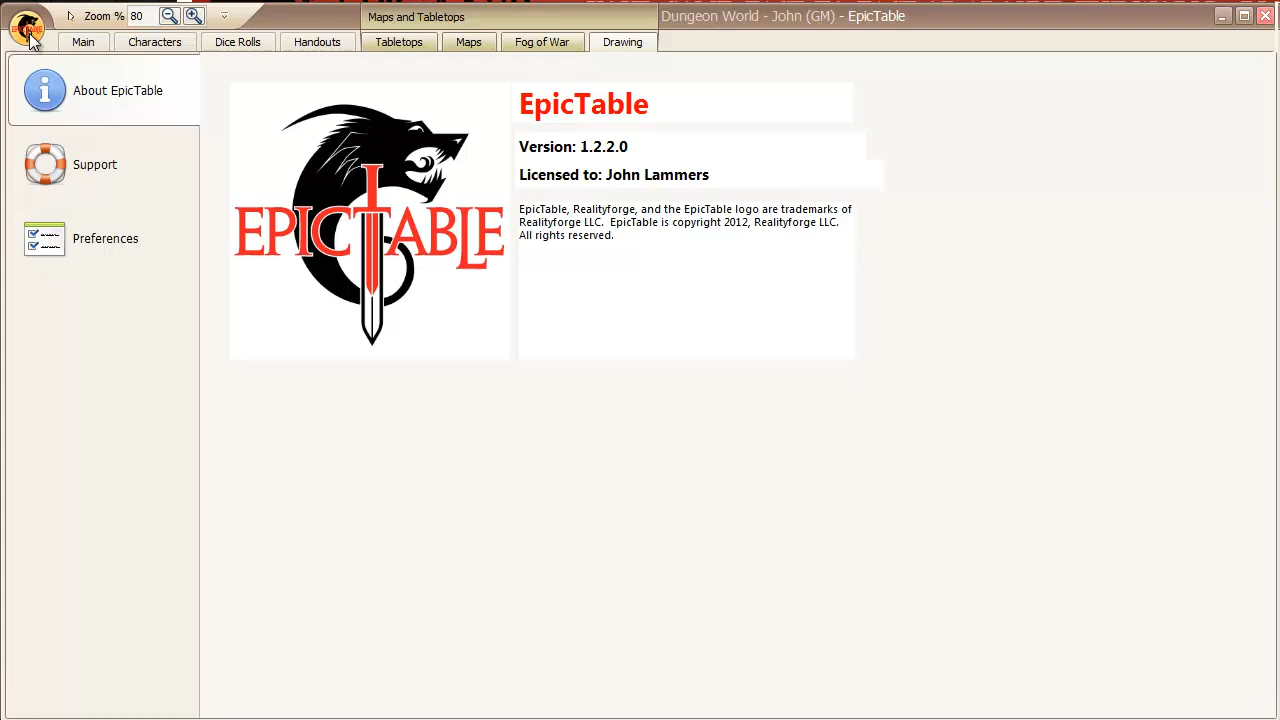 Zoom % 80
Maps and Tabletops
Dungeon World - John (GM) - EpicTable
Main Characters Dice Rolls Handouts Tabletops Maps Fog of War Drawing
About EpicTable
Support
Preferences
EPICTABLE
EpicTable
Version: 1.2.2.0
Licensed to: John Lammers
EpicTable, Realityforge, and the EpicTable logo are trademarks of
Realityforge LLC. EpicTable is copyright 2012, Realityforge LLC.
All rights reserved.